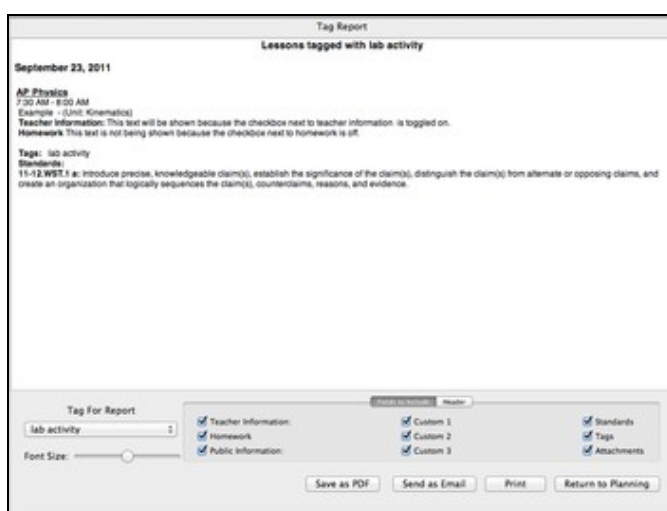 Tag Report
Lessons tagged with lab activity
September 23, 2011
AP Physics
7:30 AM - 8:00 AM
Example - (Unit: Kinematics)
Teacher Information: This text will be shown because the checkbox next to teacher information is toggled on.
Homework This text is not being shown because the checkbox next to homework is off.
Tags: lab activity
Standards:
11-12.WST.1 a: Introduce precise, knowledgeable claim(s), establish the significance of the claim(s), distinguish the claim(s) from alternate or opposing claims, and
create an organization that logically sequences the claim(s), counterclaims, reasons, and evidence.
Fields to Include Header
Tag For Report
lab activity
Font Size:
Teacher Information: Custom 1 Standards
Homework Custom 2 Tags
Public Information: Custom 3 Attachments
Save as PDF Send as Email Print Return to Planning